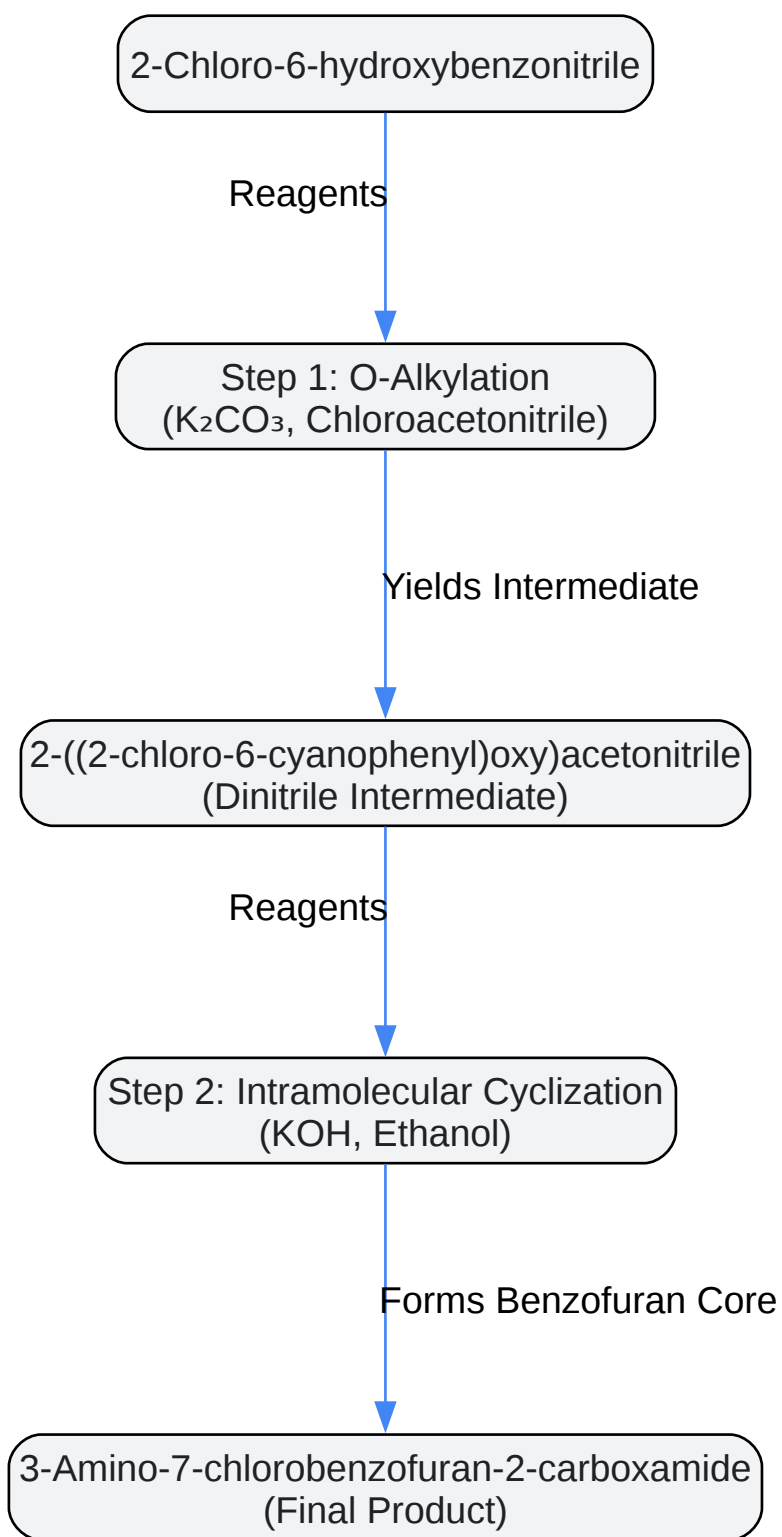 2-Chloro-6-hydroxybenzonitrile
Reagents
Step 1: O-Alkylation
(K₂CO₃, Chloroacetonitrile)
Yields Intermediate
2-((2-chloro-6-cyanophenyl)oxy)acetonitrile
(Dinitrile Intermediate)
Reagents
Step 2: Intramolecular Cyclization
(KOH, Ethanol)
Forms Benzofuran Core
3-Amino-7-chlorobenzofuran-2-carboxamide
(Final Product)